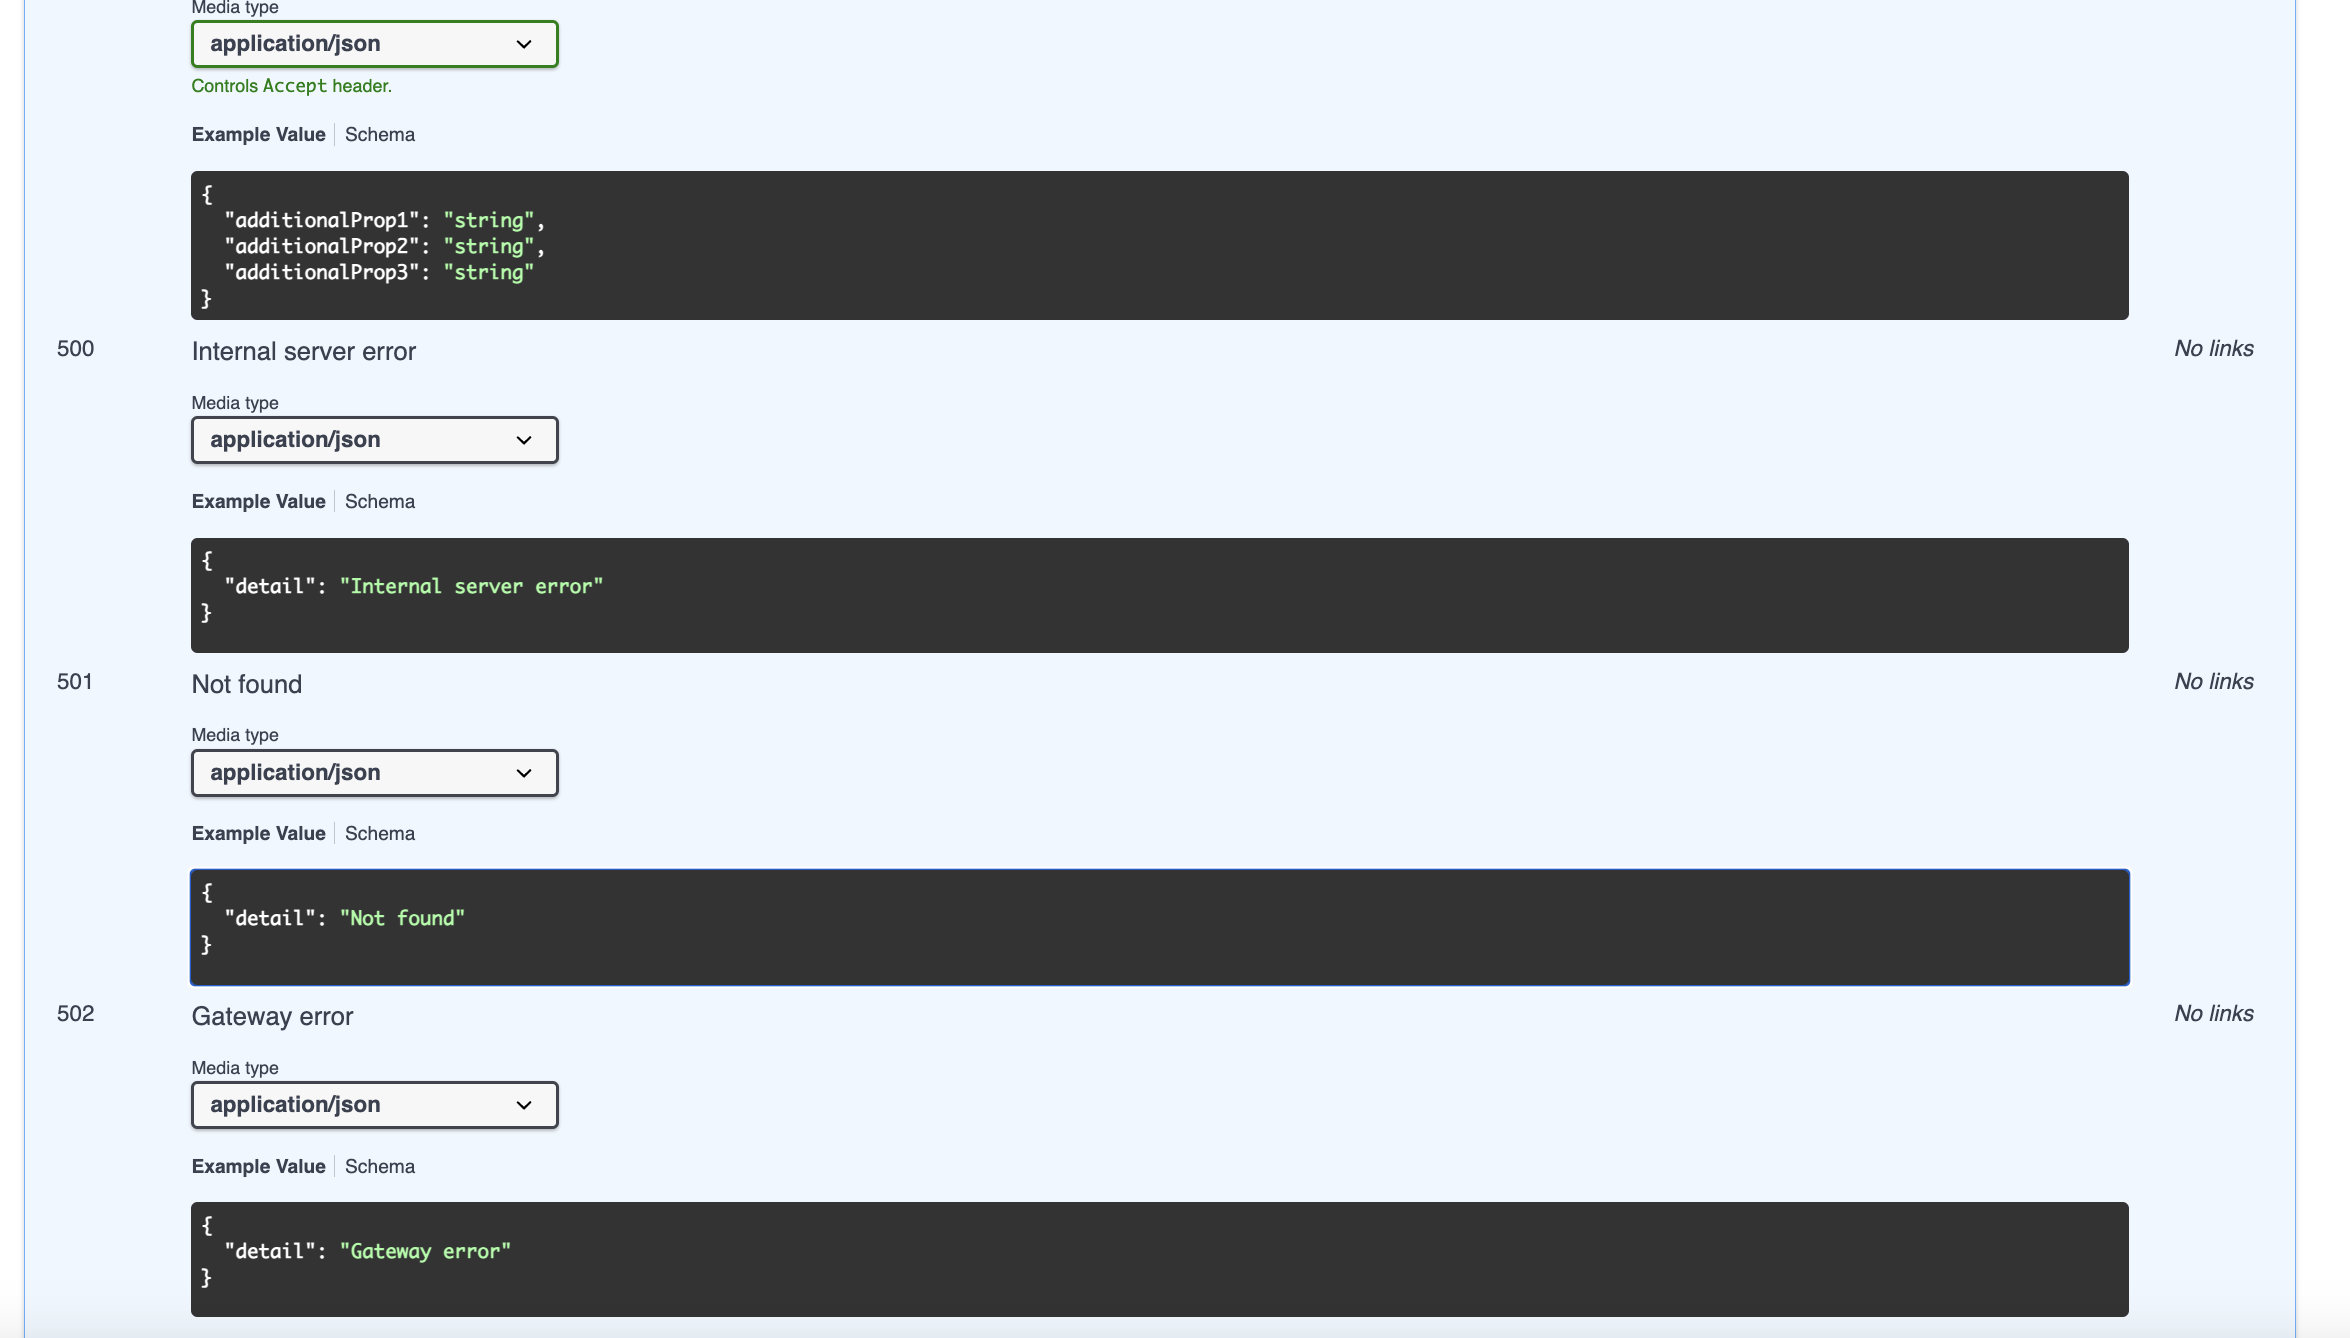 Media type
application/json
Controls Accept header.
Example Value
Schema
{
"additionalProp1": "string",
"additionalProp2": "string",
"additionalProp3": "string"
}
500
Internal server error
No links
Media type
application/json
Example Value
Schema
{
"detail": "Internal server error"
}
501
Not found
No links
Media type
application/json
Example Value
Schema
{
"detail": "Not found"
}
502
Gateway error
No links
Media type
application/json
Example Value
Schema
{
"detail": "Gateway error"
}